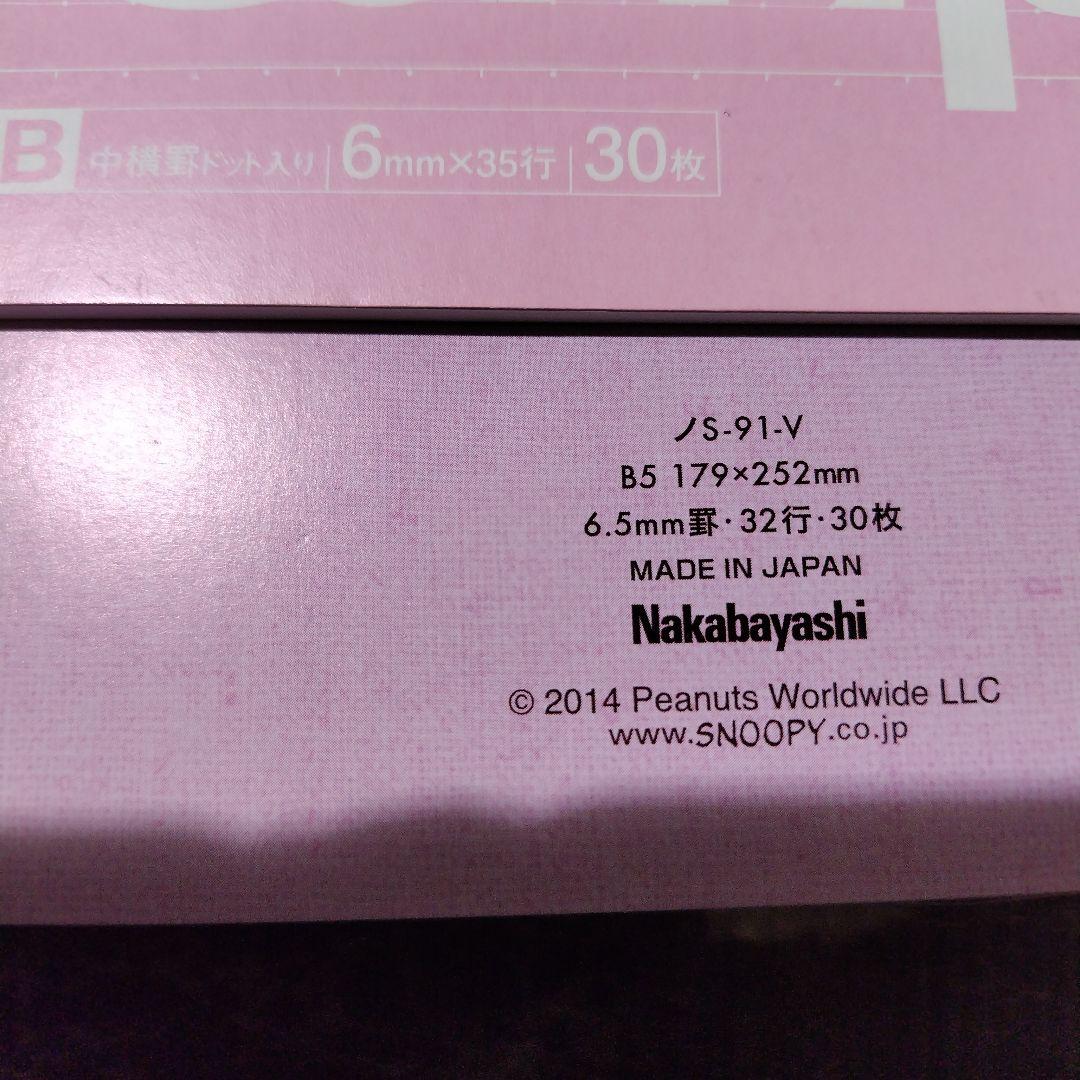 B 中横罫ドット入り 6mm×35行 30枚
ノS-91-V
B5 179×252mm
6.5mm罫・32行・30枚
MADE IN JAPAN
Nakabayashi
© 2014 Peanuts Worldwide LLC
www.SNOOPY.co.jp